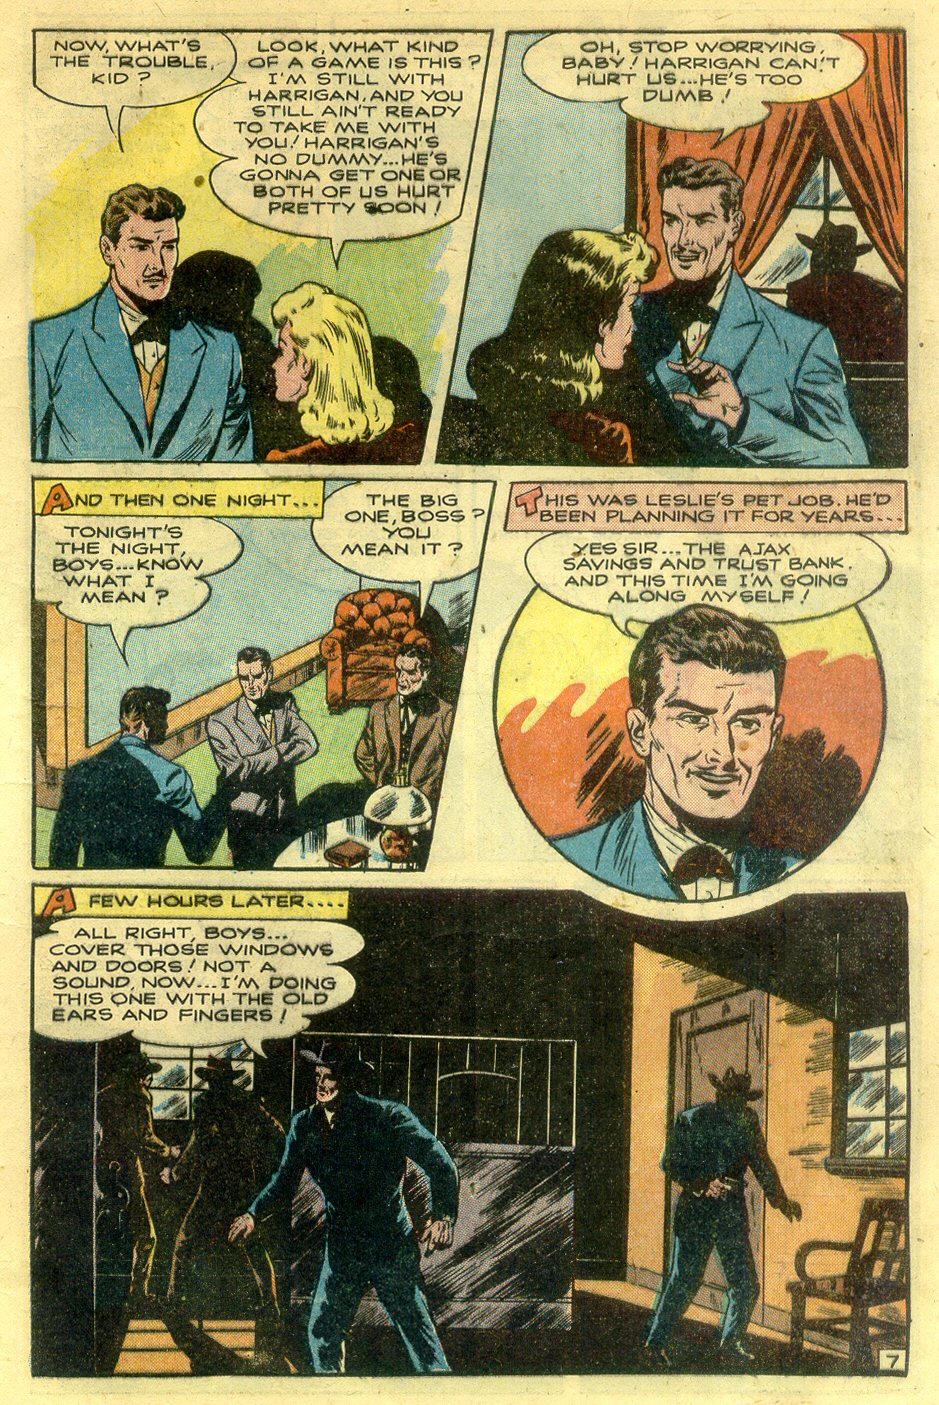 NOW, WHAT'S
THE TROUBLE,
KID?
LOOK, WHAT KIND
OF A GAME IS THIS?
I'M STILL WITH
HARRIGAN, AND YOU
STILL AIN'T READY
TO TAKE ME WITH
YOU! HARRIGAN'S
NO DUMMY...HE'S
GONNA GET ONE OR
BOTH OF US HURT
PRETTY SOON!
OH, STOP WORRYING,
BABY! HARRIGAN CAN'T
HURT US...HE'S TOO
DUMB!
AND THEN ONE NIGHT...
TONIGHT'S
THE NIGHT,
BOYS...KNOW
WHAT I
MEAN?
THE BIG
ONE, BOSS?
YOU
MEAN IT?
THIS WAS LESLIE'S PET JOB. HE'D
BEEN PLANNING IT FOR YEARS...
YES SIR...THE AJAX
SAVINGS AND TRUST BANK.
AND THIS TIME I'M GOING
ALONG MYSELF!
A FEW HOURS LATER....
ALL RIGHT, BOYS...
COVER THOSE WINDOWS
AND DOORS! NOT A
SOUND, NOW...I'M DOING
THIS ONE WITH THE OLD
EARS AND FINGERS!
7